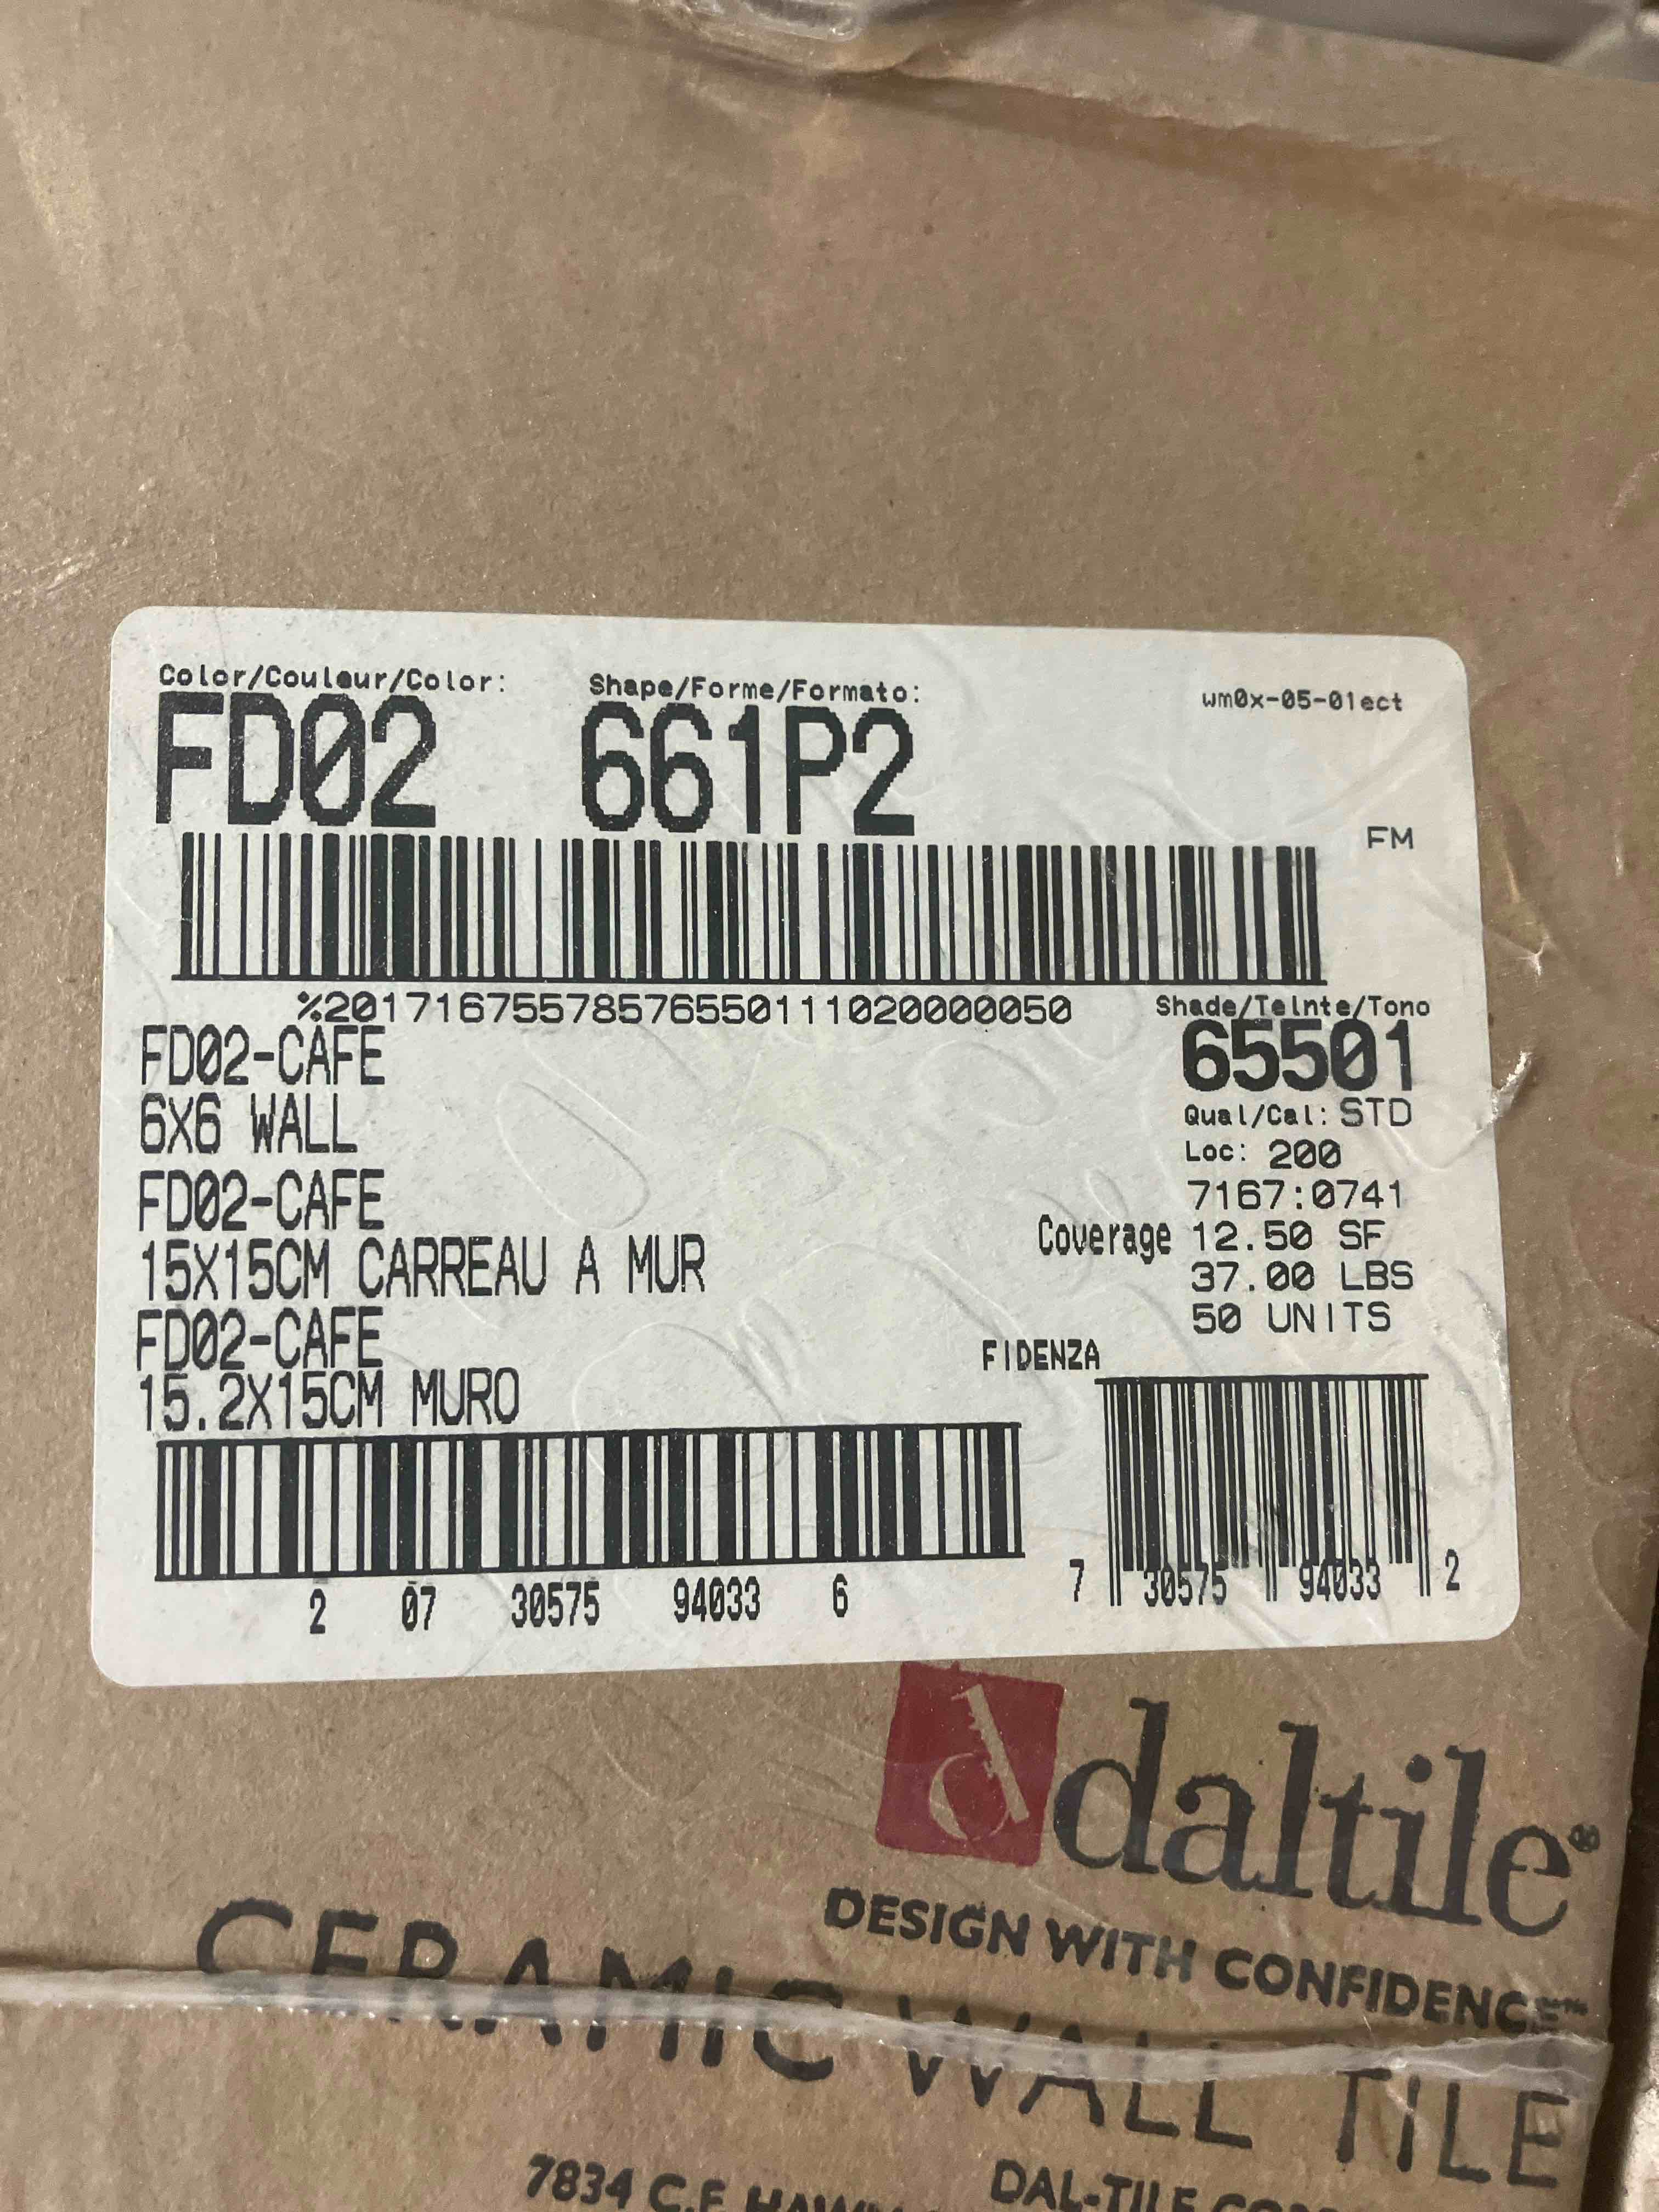 Color/Couleur/Color: Shape/Forme/Formato: wm0x-05-01ect
FD02 661P2
FM
%2017167557857655011102000050
Shade/Teinte/Tono
65501
FD02-CAFE
6X6 WALL
FD02-CAFE
15X15CM CARREAU A MUR
FD02-CAFE
15.2X15CM MURO
Qual/Cal: STD
Loc: 200
7167:0741
Coverage 12.50 SF
37.00 LBS
50 UNITS
FIDENZA
2 07 30575 94033 6
7 30575 94033 2
daltile®
DESIGN WITH CONFIDENCE™
CERAMIC WALL TILE
7834 C.F.
DAL-TILE